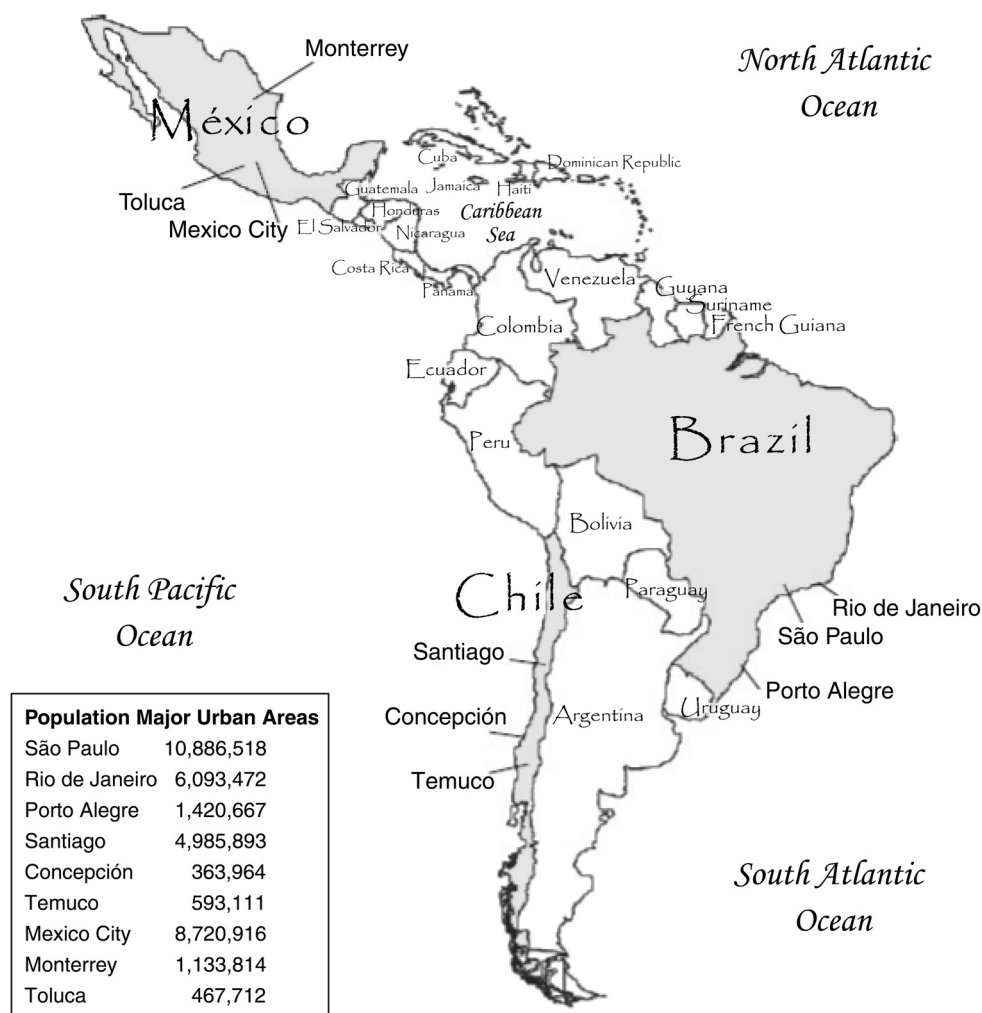 Monterrey
North Atlantic
Ocean
México
Cuba
Dominican Republic
Guatemala
Jamaica
Haiti
Toluca
Honduras
Caribbean
Sea
Mexico City
El Salvador
Nicaragua
Costa Rica
Panama
Venezuela
Guyana
Suriname
French Guiana
Colombia
Ecuador
Brazil
Peru
Bolivia
South Pacific
Ocean
Chile
Paraguay
Rio de Janeiro
São Paulo
Santiago
Porto Alegre
Concepción
Argentina
Uruguay
Temuco
Population Major Urban Areas
São Paulo 10,886,518
Rio de Janeiro 6,093,472
Porto Alegre 1,420,667
Santiago 4,985,893
Concepción 363,964
Temuco 593,111
Mexico City 8,720,916
Monterrey 1,133,814
Toluca 467,712
South Atlantic
Ocean